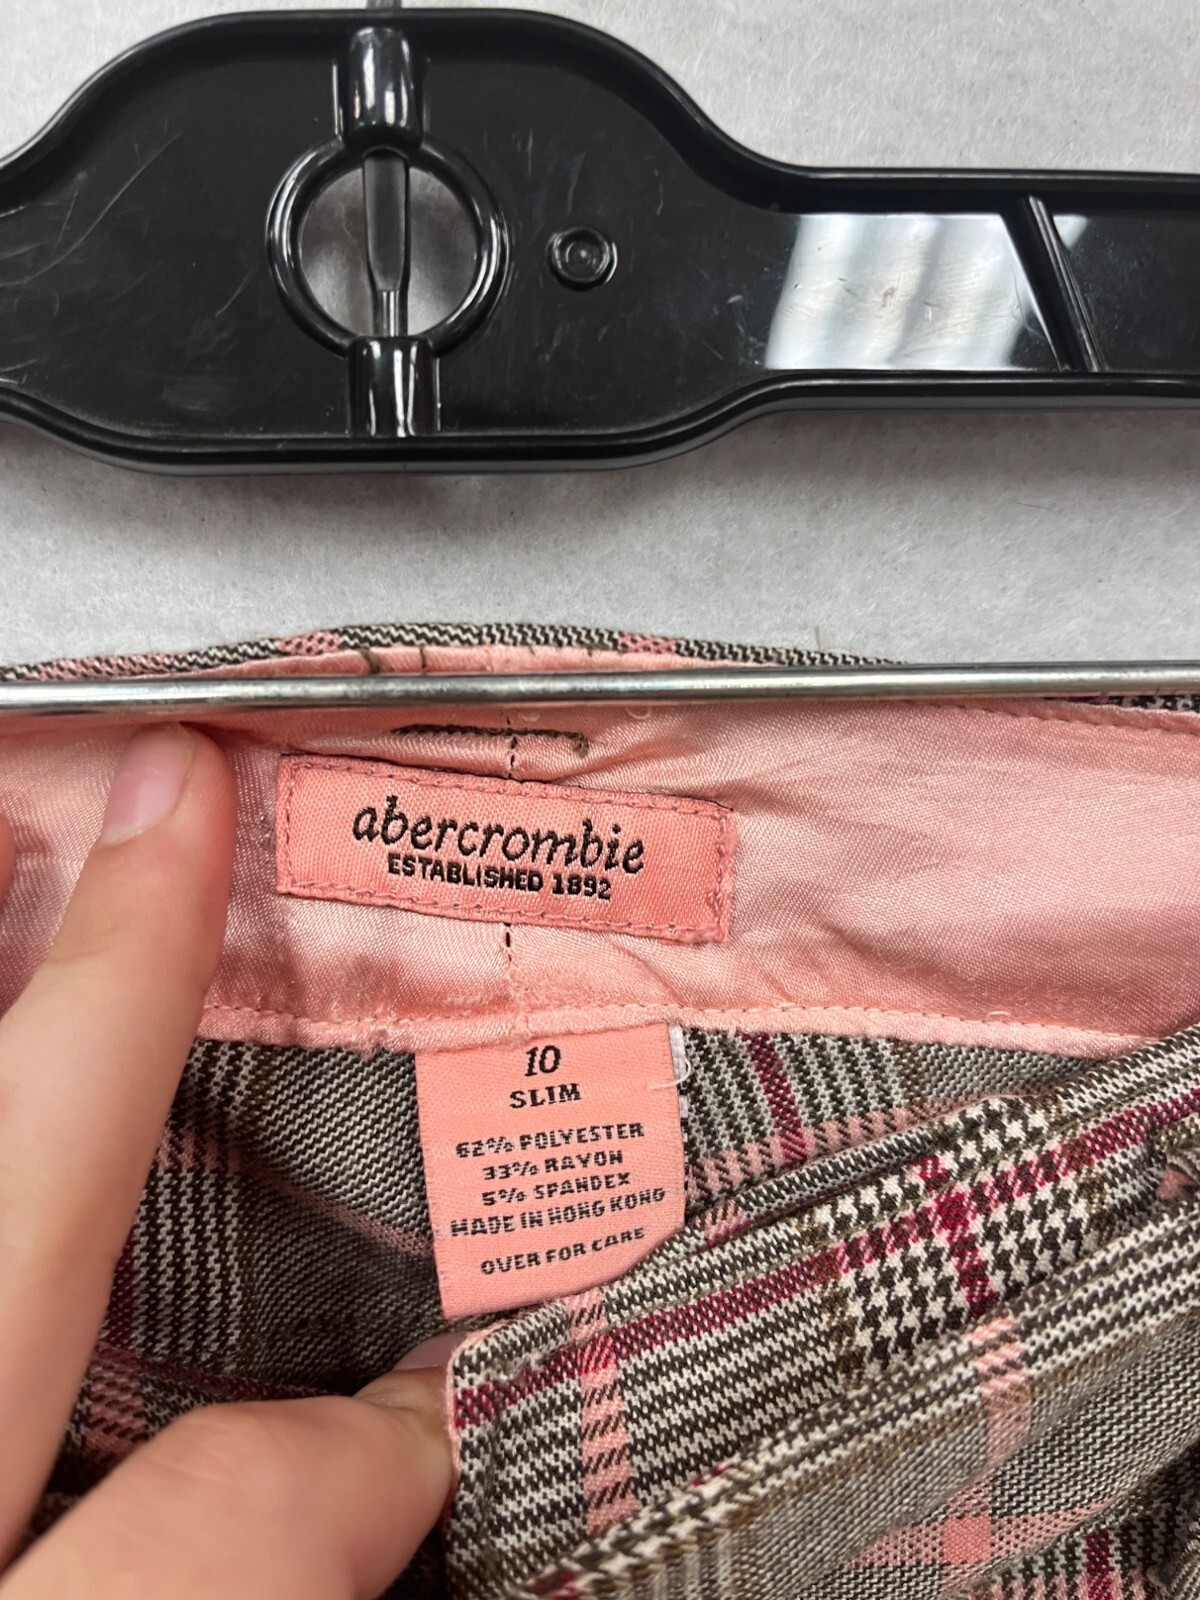 abercrombie
ESTABLISHED 1892
10
SLIM
62% POLYESTER
33% RAYON
5% SPANDEX
MADE IN HONG KONG
OVER FOR CARE